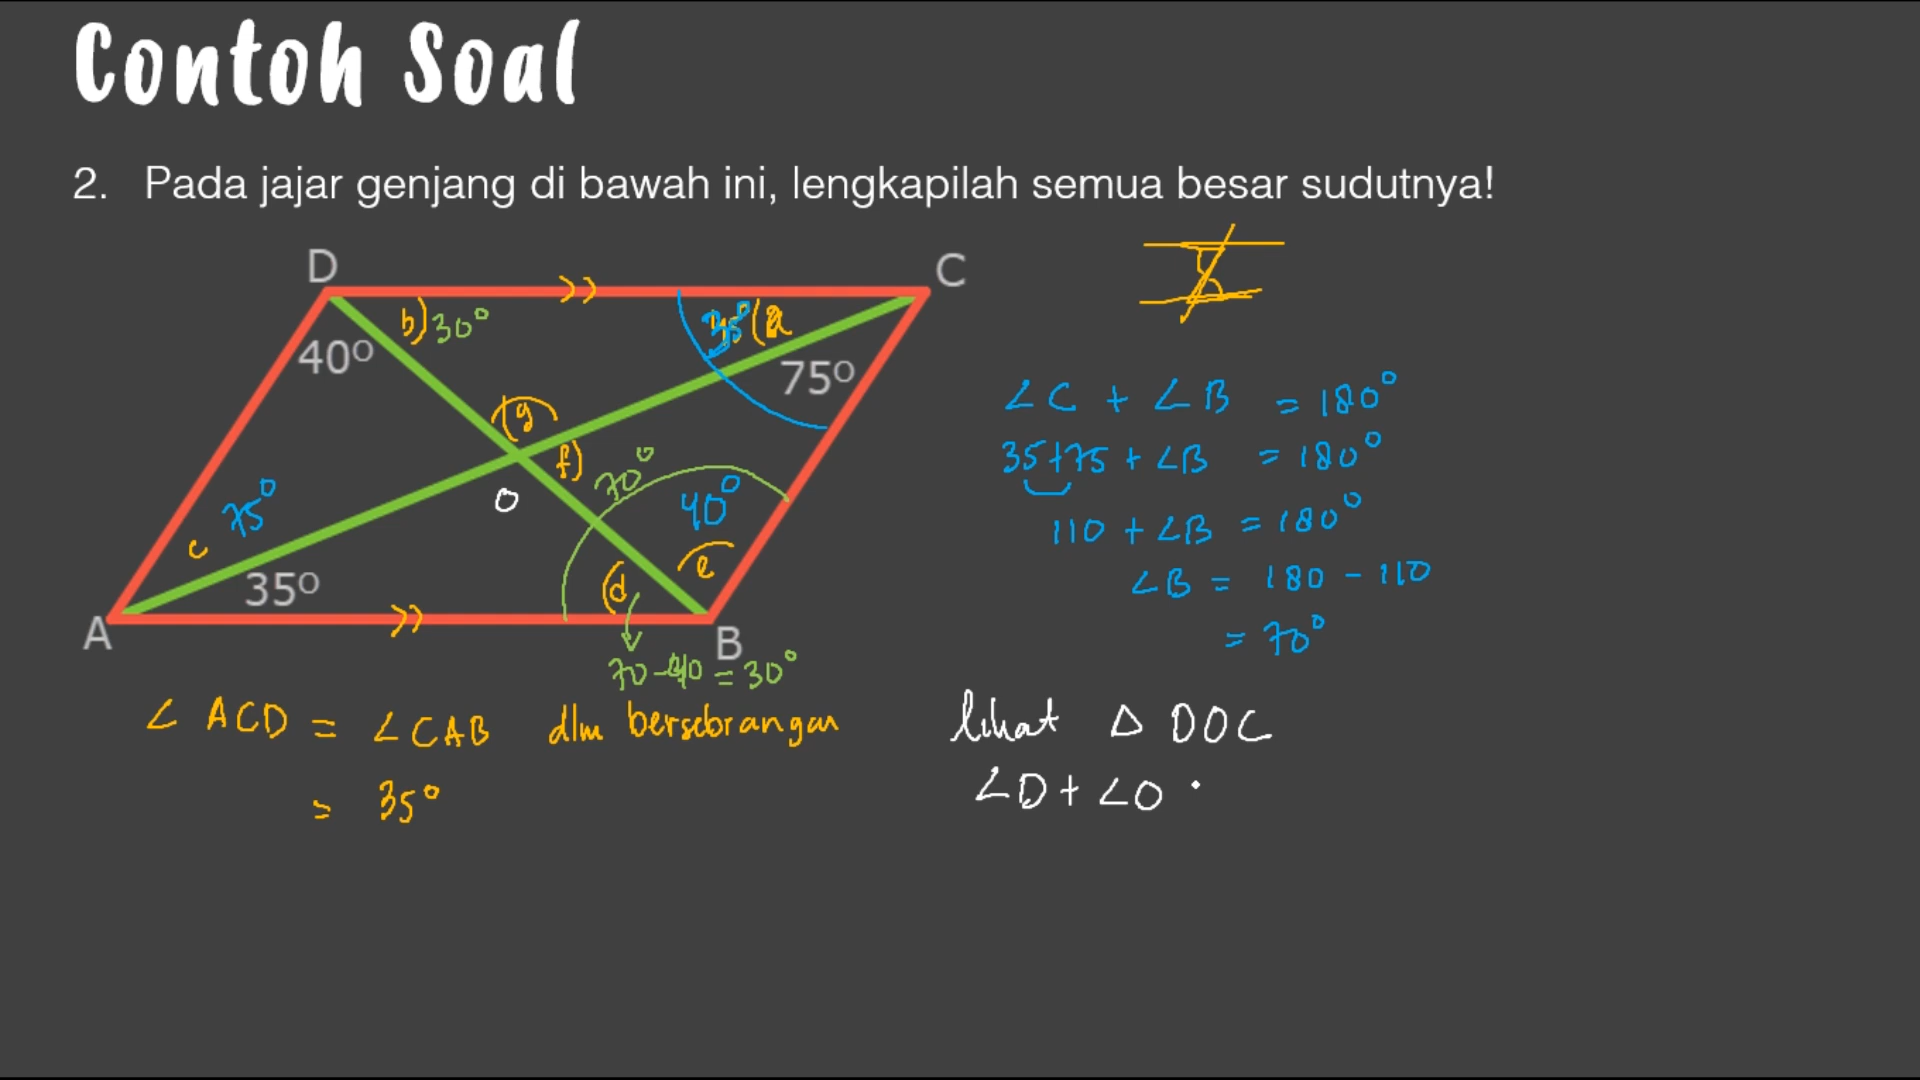 Contoh Soal
2. Pada jajar genjang di bawah ini, lengkapilah semua besar sudutnya!
D
C
b) 30°
35° (a
40°
75°
g
f)
70°
O
40°
75°
c
e
35°
(d
A
B
70-40 = 30°
∠ACD = ∠CAB dlm bersebrangan
= 35°
∠C + ∠B = 180°
35+75 + ∠B = 180°
110 + ∠B = 180°
∠B = 180 - 110
= 70°
lihat △ DOC
∠D + ∠O